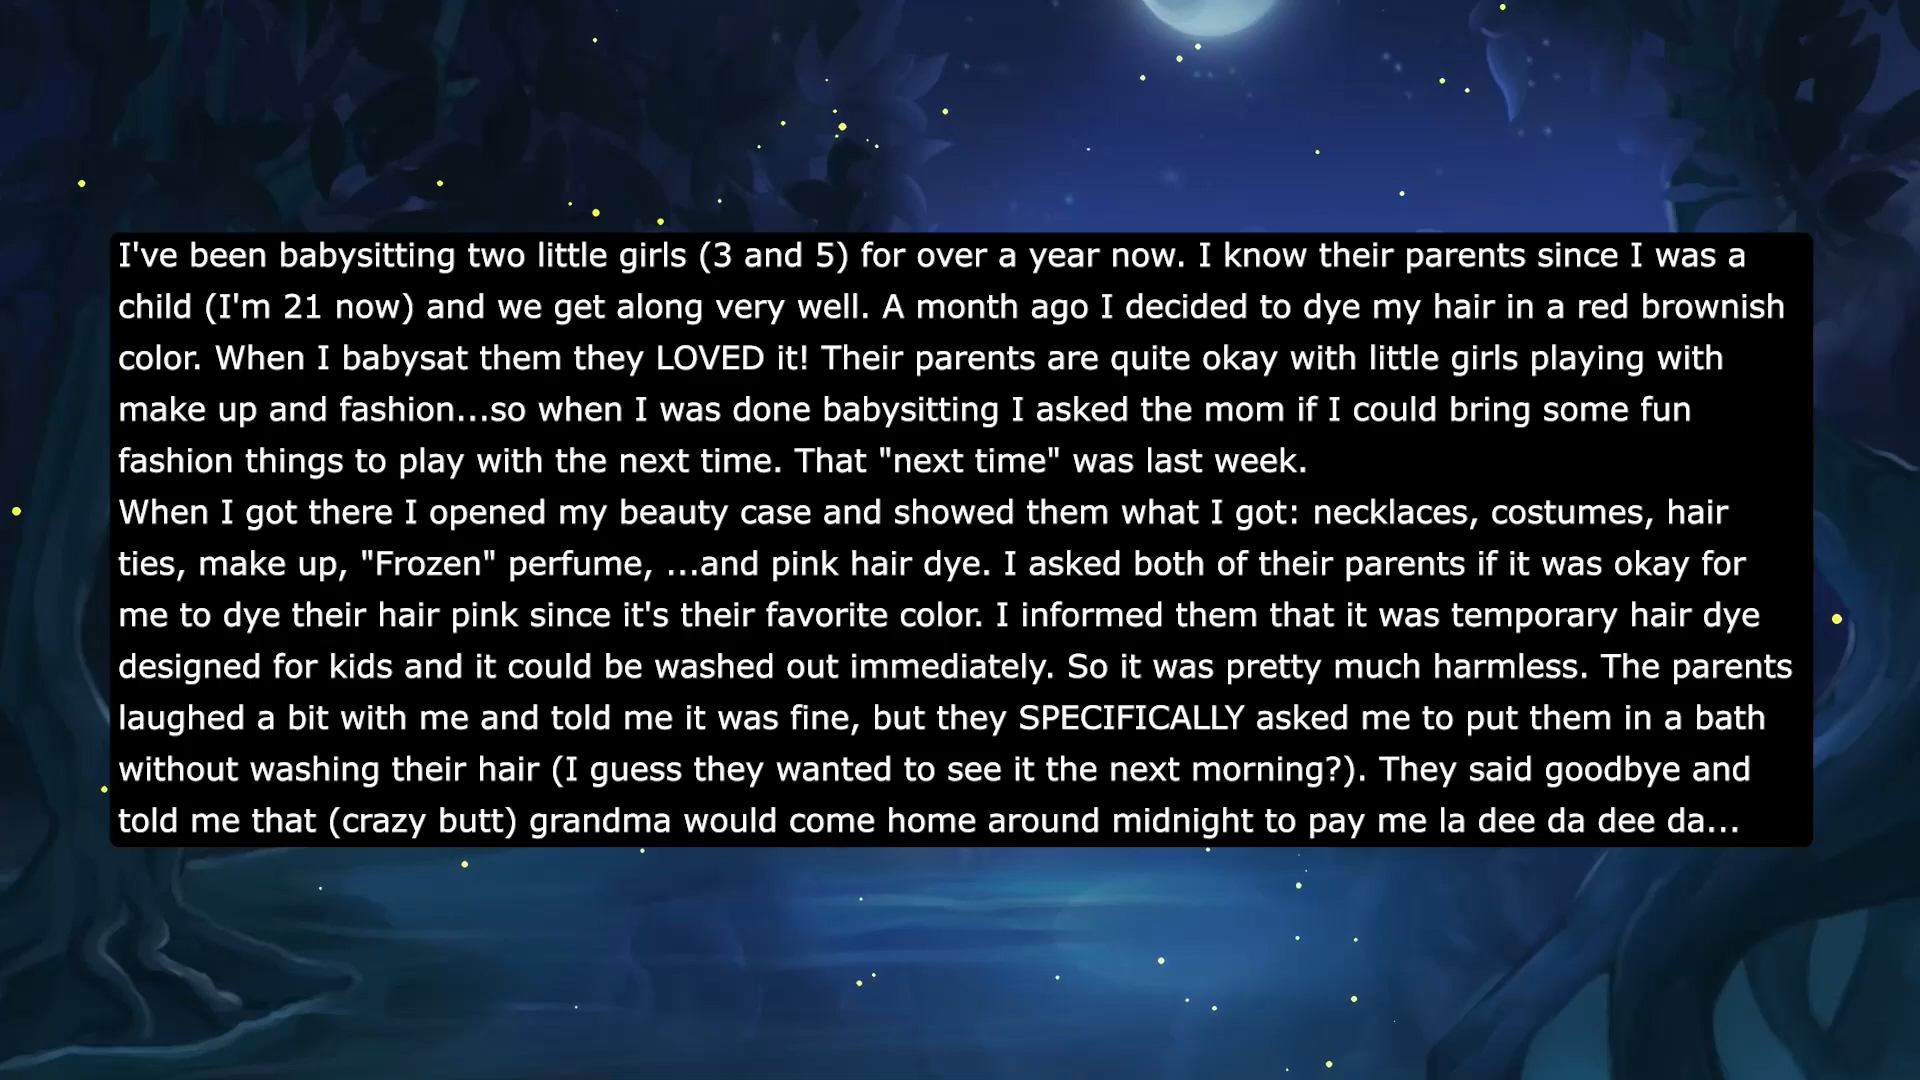 I've been babysitting two little girls (3 and 5) for over a year now. I know their parents since I was a
child (I'm 21 now) and we get along very well. A month ago I decided to dye my hair in a red brownish
color. When I babysat them they LOVED it! Their parents are quite okay with little girls playing with
make up and fashion...so when I was done babysitting I asked the mom if I could bring some fun
fashion things to play with the next time. That "next time" was last week.
When I got there I opened my beauty case and showed them what I got: necklaces, costumes, hair
ties, make up, "Frozen" perfume, ...and pink hair dye. I asked both of their parents if it was okay for
me to dye their hair pink since it's their favorite color. I informed them that it was temporary hair dye
designed for kids and it could be washed out immediately. So it was pretty much harmless. The parents
laughed a bit with me and told me it was fine, but they SPECIFICALLY asked me to put them in a bath
without washing their hair (I guess they wanted to see it the next morning?). They said goodbye and
told me that (crazy butt) grandma would come home around midnight to pay me la dee da dee da...